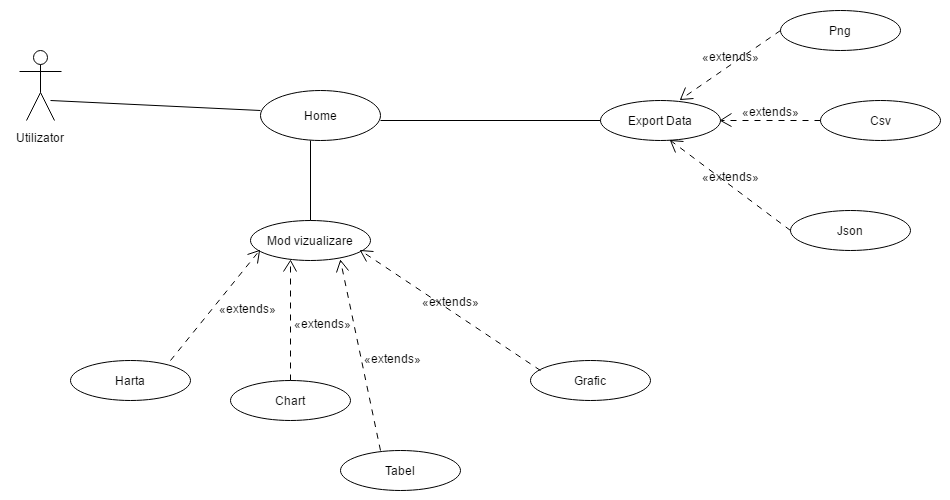 Png
«extends»
Utilizator
Home
Export Data
«extends»
Csv
«extends»
Json
Mod vizualizare
«extends»
«extends»
«extends»
«extends»
Harta
Chart
Grafic
Tabel